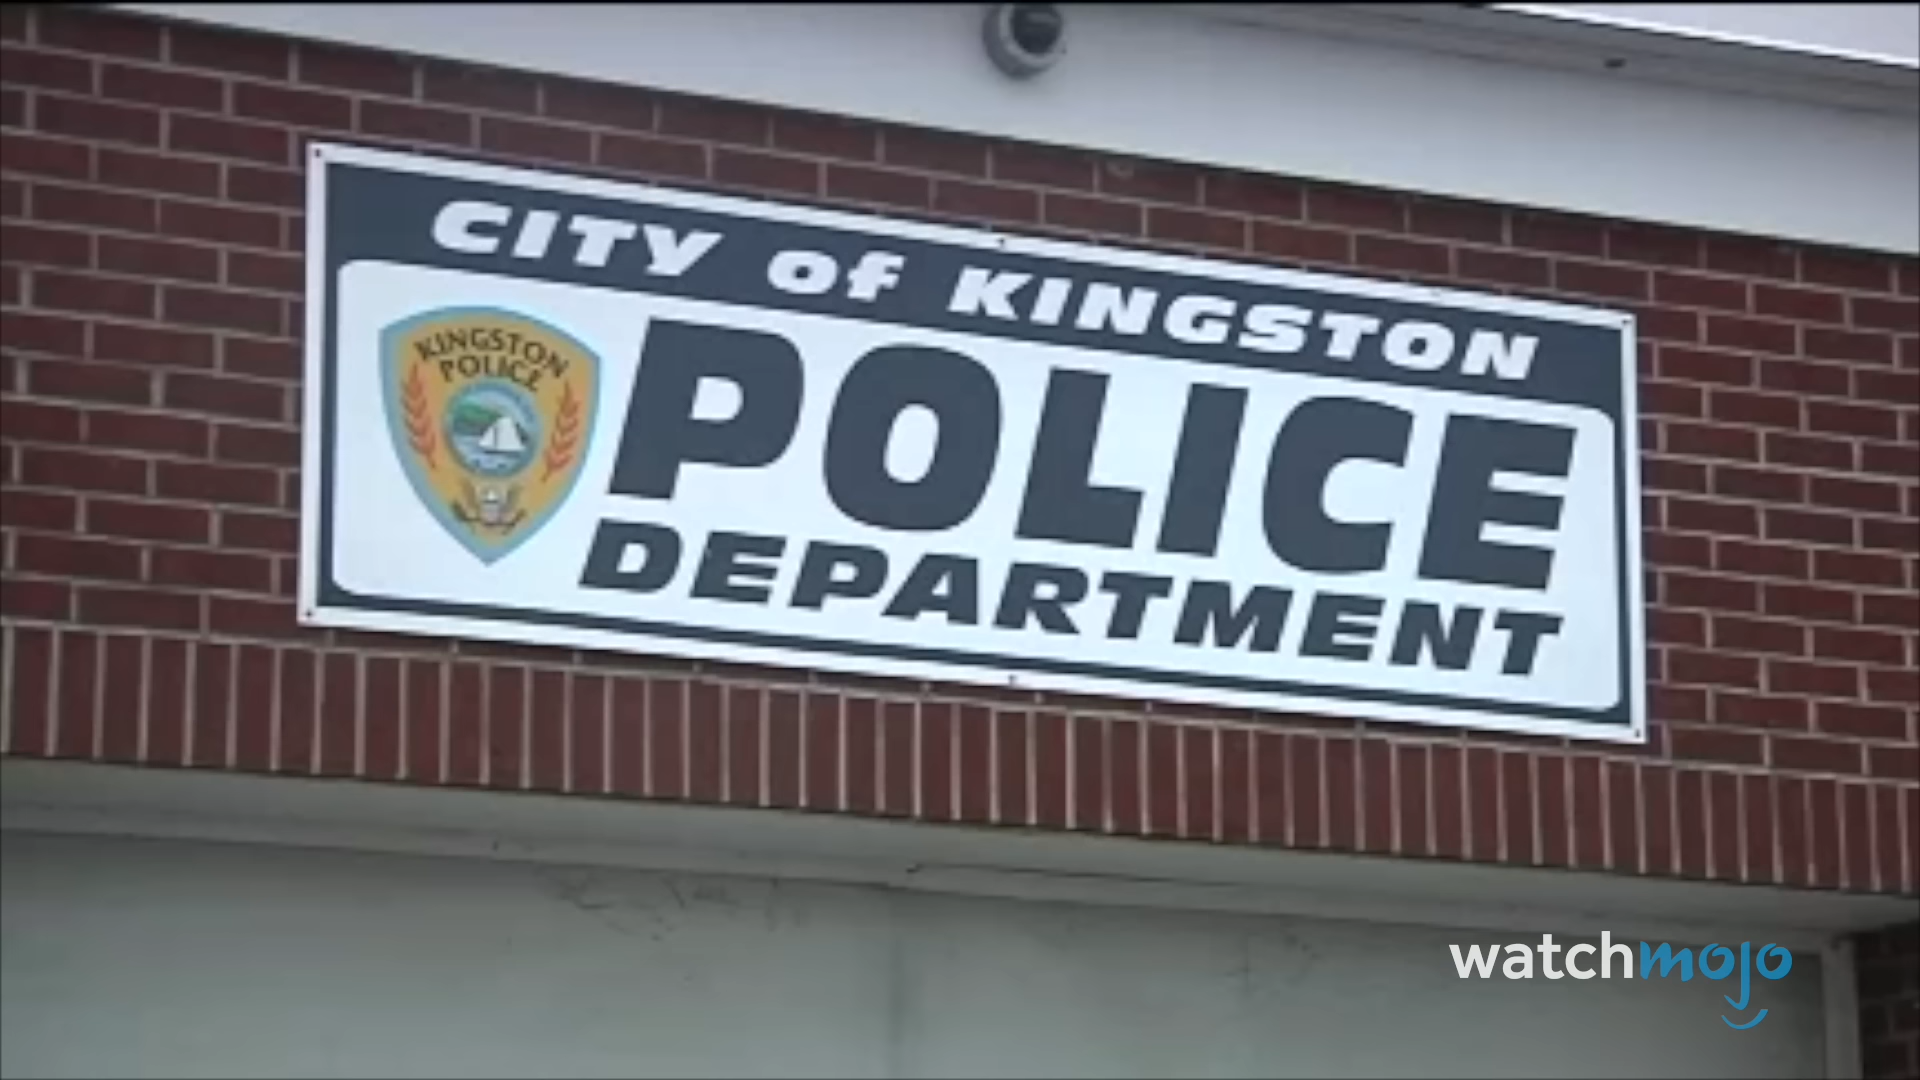 CITY of KINGSTON
KINGSTON
POLICE
POLICE
DEPARTMENT
watchmojo